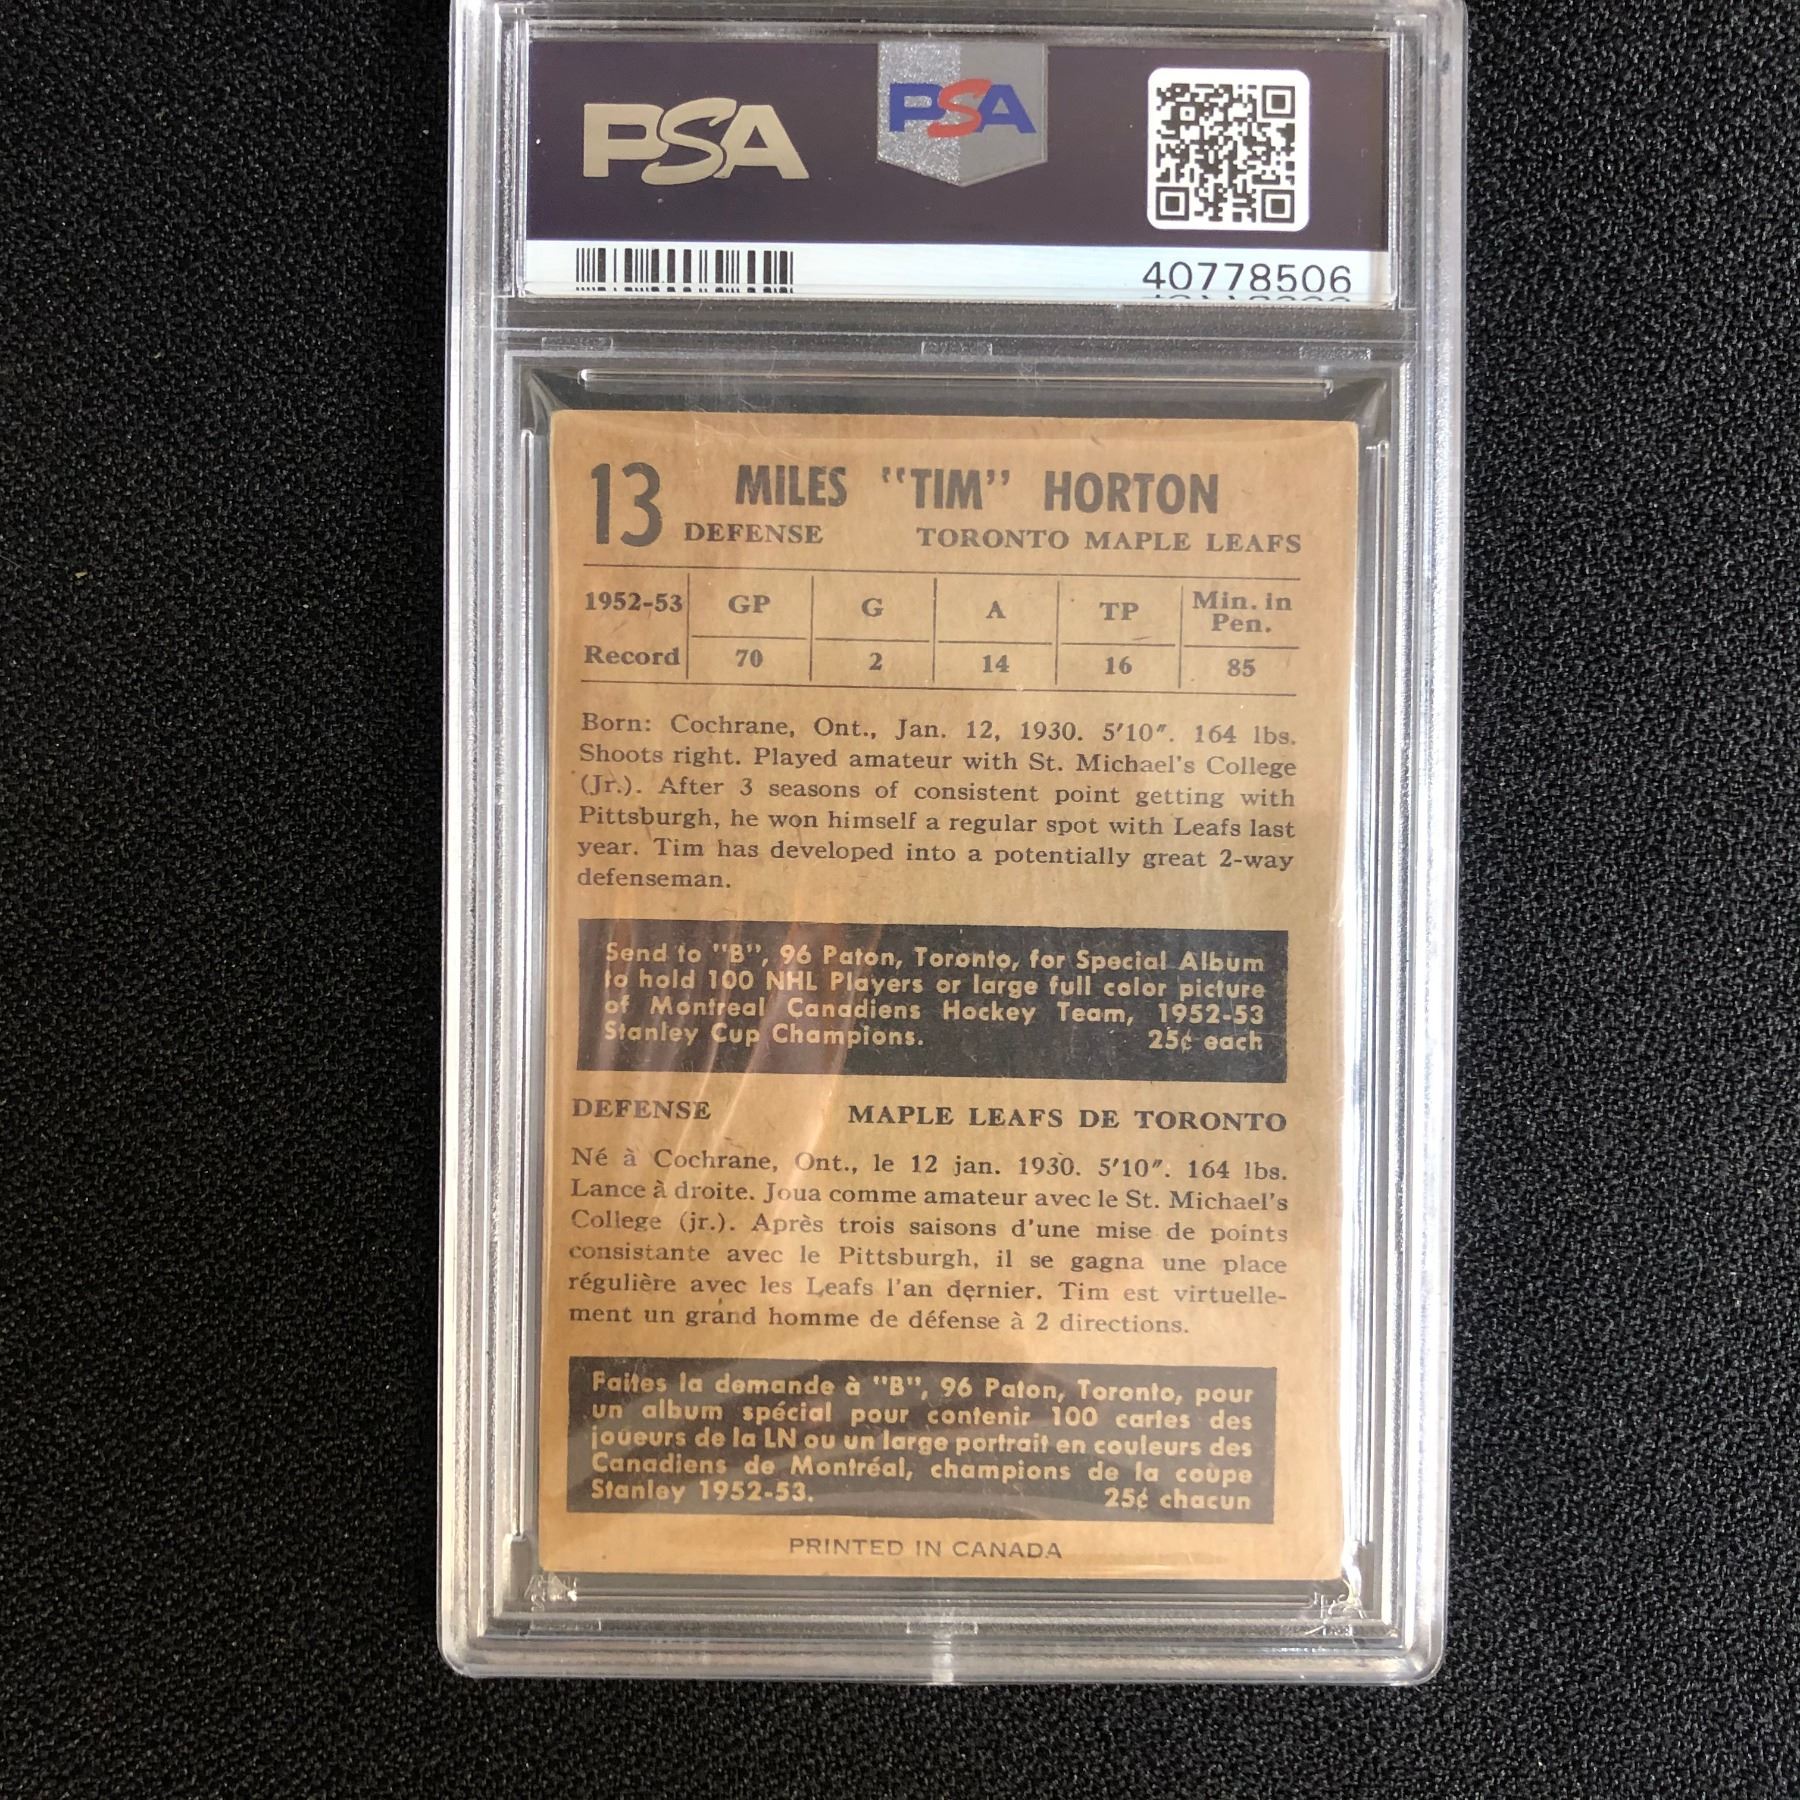 PSA PSA
40778506
13 MILES "TIM" HORTON
DEFENSE TORONTO MAPLE LEAFS
1952-53 GP G A TP Min. in Pen.
Record 70 2 14 16 85
Born: Cochrane, Ont., Jan. 12, 1930. 5'10". 164 lbs.
Shoots right. Played amateur with St. Michael's College
(Jr.). After 3 seasons of consistent point getting with
Pittsburgh, he won himself a regular spot with Leafs last
year. Tim has developed into a potentially great 2-way
defenseman.
Send to "B", 96 Paton, Toronto, for Special Album
to hold 100 NHL Players or large full color picture
of Montreal Canadiens Hockey Team, 1952-53
Stanley Cup Champions. 25¢ each
DEFENSE MAPLE LEAFS DE TORONTO
Né à Cochrane, Ont., le 12 jan. 1930. 5'10". 164 lbs.
Lance à droite. Joua comme amateur avec le St. Michael's
College (jr.). Après trois saisons d'une mise de points
consistante avec le Pittsburgh, il se gagna une place
régulière avec les Leafs l'an dernier. Tim est virtuelle-
ment un grand homme de défense à 2 directions.
Faites la demande à "B", 96 Paton, Toronto, pour
un album spécial pour contenir 100 cartes des
joueurs de la LN ou un large portrait en couleurs des
Canadiens de Montréal, champions de la coupe
Stanley 1952-53. 25¢ chacun
PRINTED IN CANADA